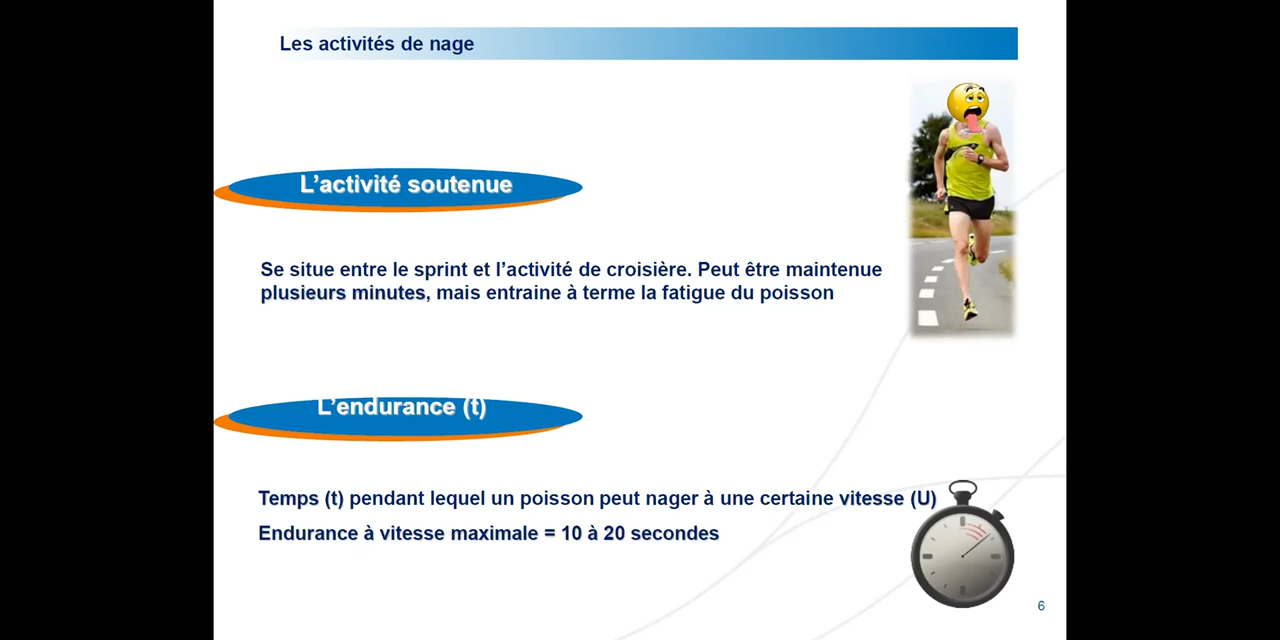 Les activités de nage
L’activité soutenue
Se situe entre le sprint et l’activité de croisière. Peut être maintenue
plusieurs minutes, mais entraine à terme la fatigue du poisson
L’endurance (t)
Temps (t) pendant lequel un poisson peut nager à une certaine vitesse (U)
Endurance à vitesse maximale = 10 à 20 secondes
6